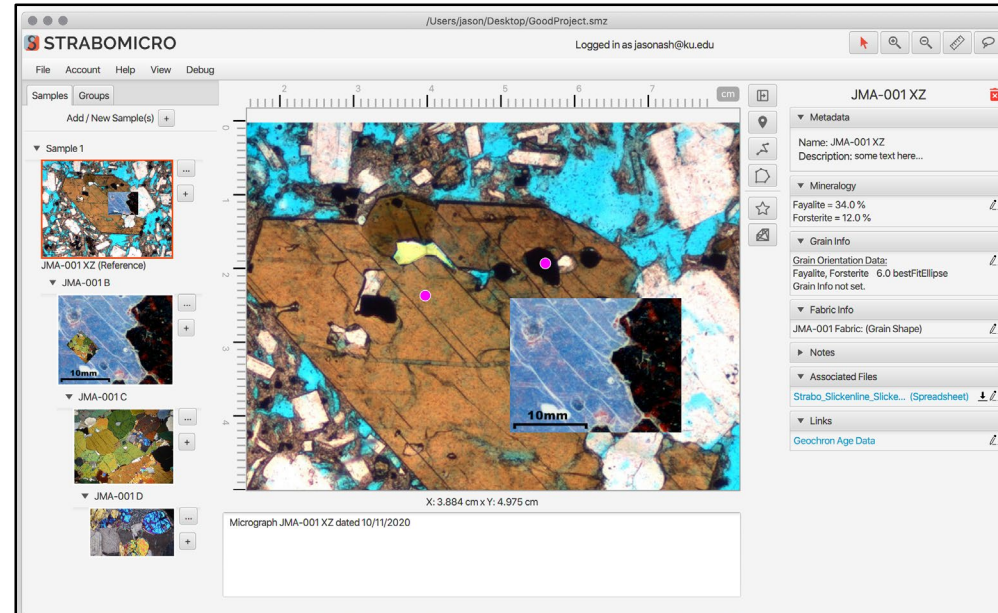 /Users/jason/Desktop/GoodProject.smz
STRABOMICRO
Logged in as jasonash@ku.edu
File Account Help View Debug
Samples Groups
Add / New Sample(s) +
Sample 1
...
+
JMA-001 XZ (Reference)
JMA-001 B
...
+
10mm
JMA-001 C
...
+
JMA-001 D
...
+
2 3 4 5 6 7 cm
0
1
2
3
4
10mm
X: 3.884 cm x Y: 4.975 cm
Micrograph JMA-001 XZ dated 10/11/2020
JMA-001 XZ
Metadata
Name: JMA-001 XZ
Description: some text here...
Mineralogy
Fayalite = 34.0 %
Forsterite = 12.0 %
Grain Info
Grain Orientation Data:
Fayalite, Forsterite 6.0 bestFitEllipse
Grain Info not set.
Fabric Info
JMA-001 Fabric: (Grain Shape)
Notes
Associated Files
Strabo_Slickenline_Slicke... (Spreadsheet)
Links
Geochron Age Data